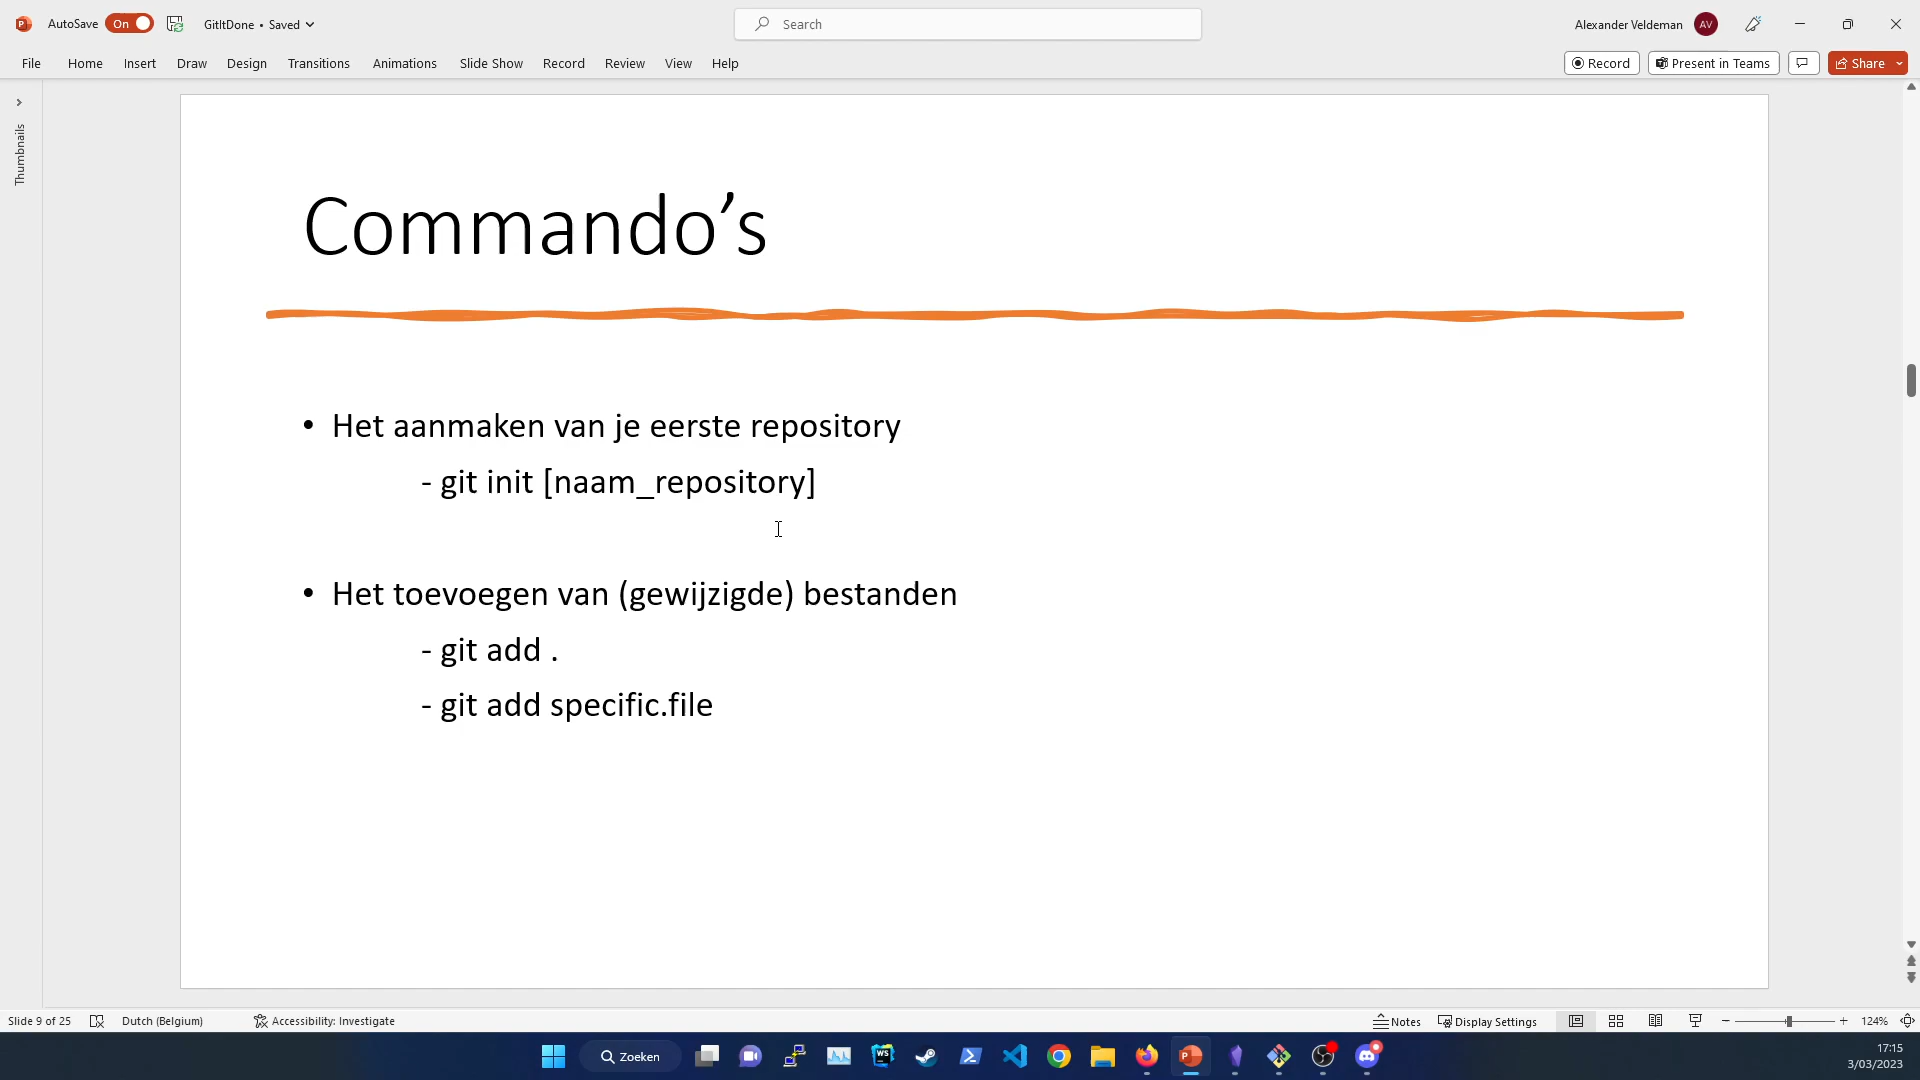 AutoSave On GitItDone • Saved Search Alexander Veldeman AV
File Home Insert Draw Design Transitions Animations Slide Show Record Review View Help Record Present in Teams Share
Thumbnails
Commando’s
• Het aanmaken van je eerste repository
- git init [naam_repository]
• Het toevoegen van (gewijzigde) bestanden
- git add .
- git add specific.file
Slide 9 of 25 Dutch (Belgium) Accessibility: Investigate Notes Display Settings 124%
Zoeken WS 17:15
3/03/2023